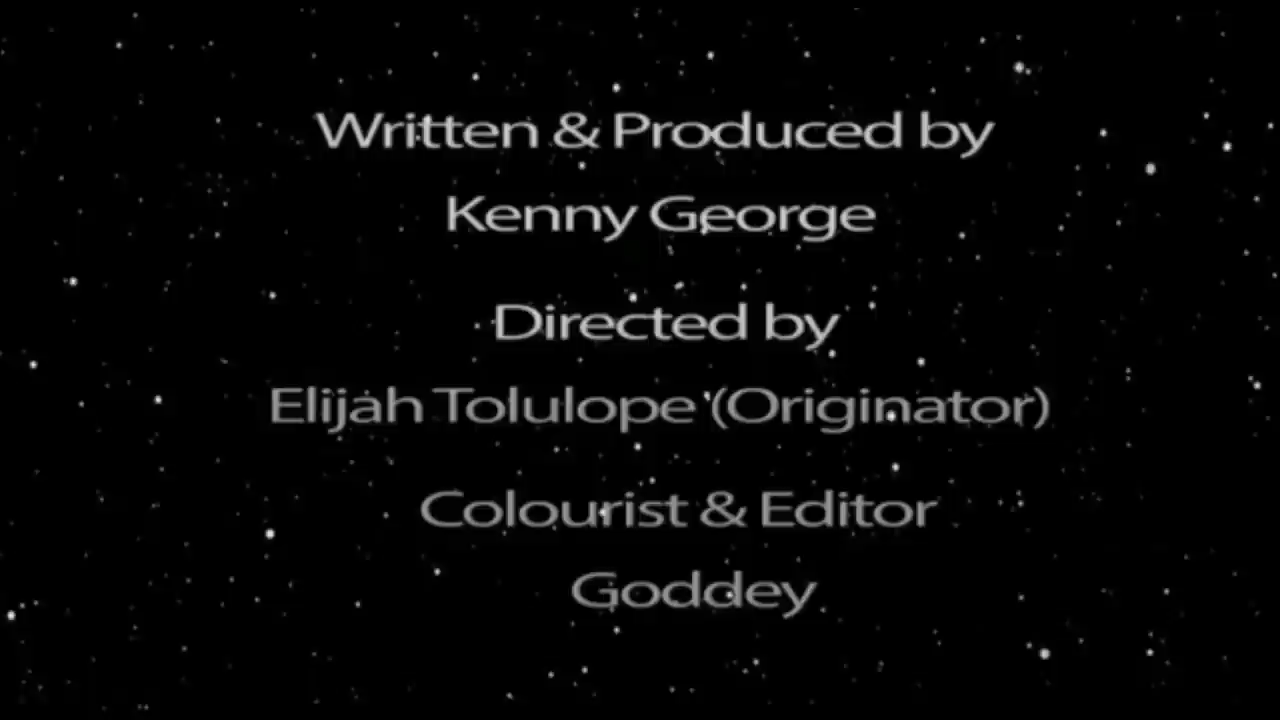 Written & Produced by
Kenny George
Directed by
Elijah Tolulope (Originator)
Colourist & Editor
Goddey